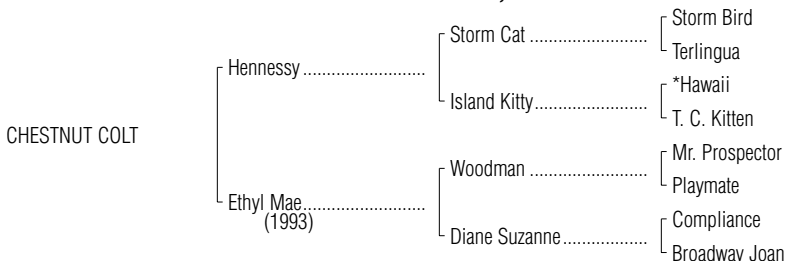 Storm Bird
Storm Cat ..........................
Terlingua
Hennessy ...........................
*Hawaii
Island Kitty .........................
T. C. Kitten
CHESTNUT COLT
Mr. Prospector
Woodman ..........................
Playmate
Ethyl Mae ...........................
(1993)
Compliance
Diane Suzanne ...................
Broadway Joan